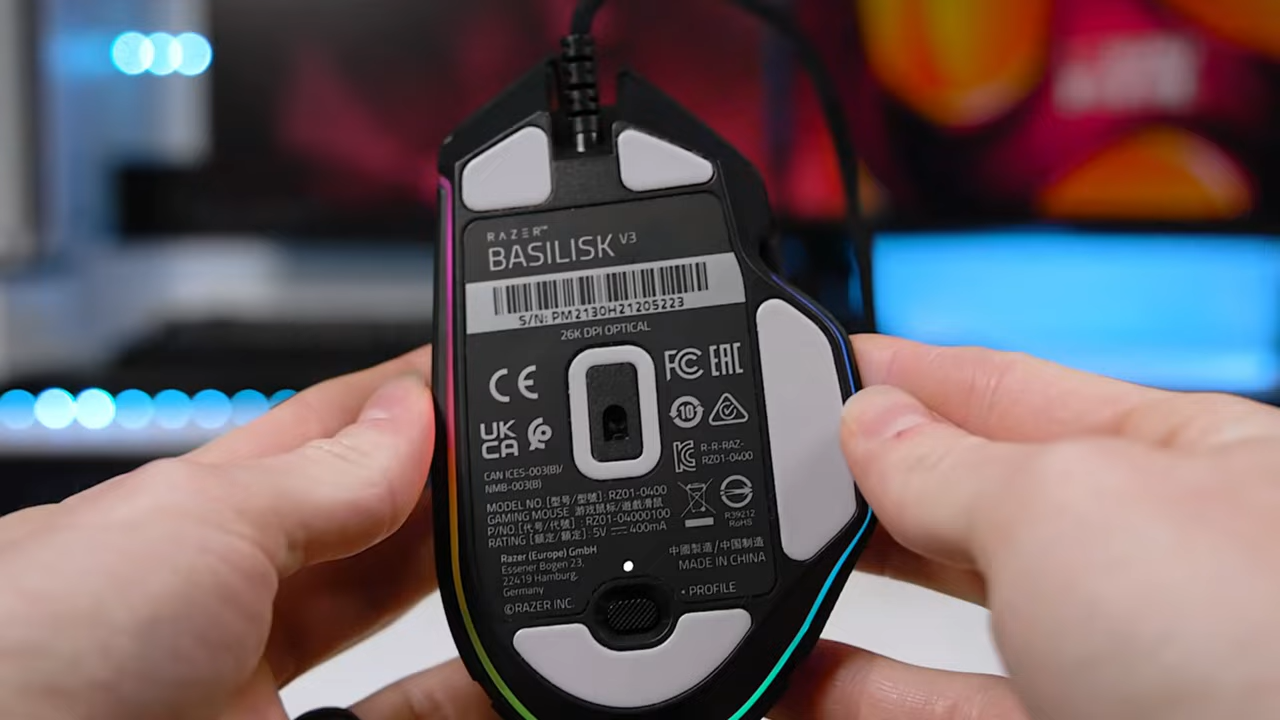 RAZER™
BASILISK V3
S/N: PM2130H21205223
26K DPI OPTICAL
CE
FC EAC
UK
CA
10
R-R-RAZ-
RZ01-0400
CAN ICES-003(B)/
NMB-003(B)
MODEL NO.[型号/型號]: RZ01-0400
GAMING MOUSE 游戏鼠标/遊戲滑鼠
P/NO.[代号/代號]: RZ01-04000100
RATING [额定/額定]: 5V ⎓ 400mA
R39212
RoHS
Razer (Europe) GmbH
Essener Bogen 23,
22419 Hamburg,
Germany
©RAZER INC.
中國製造/中国制造
MADE IN CHINA
• PROFILE